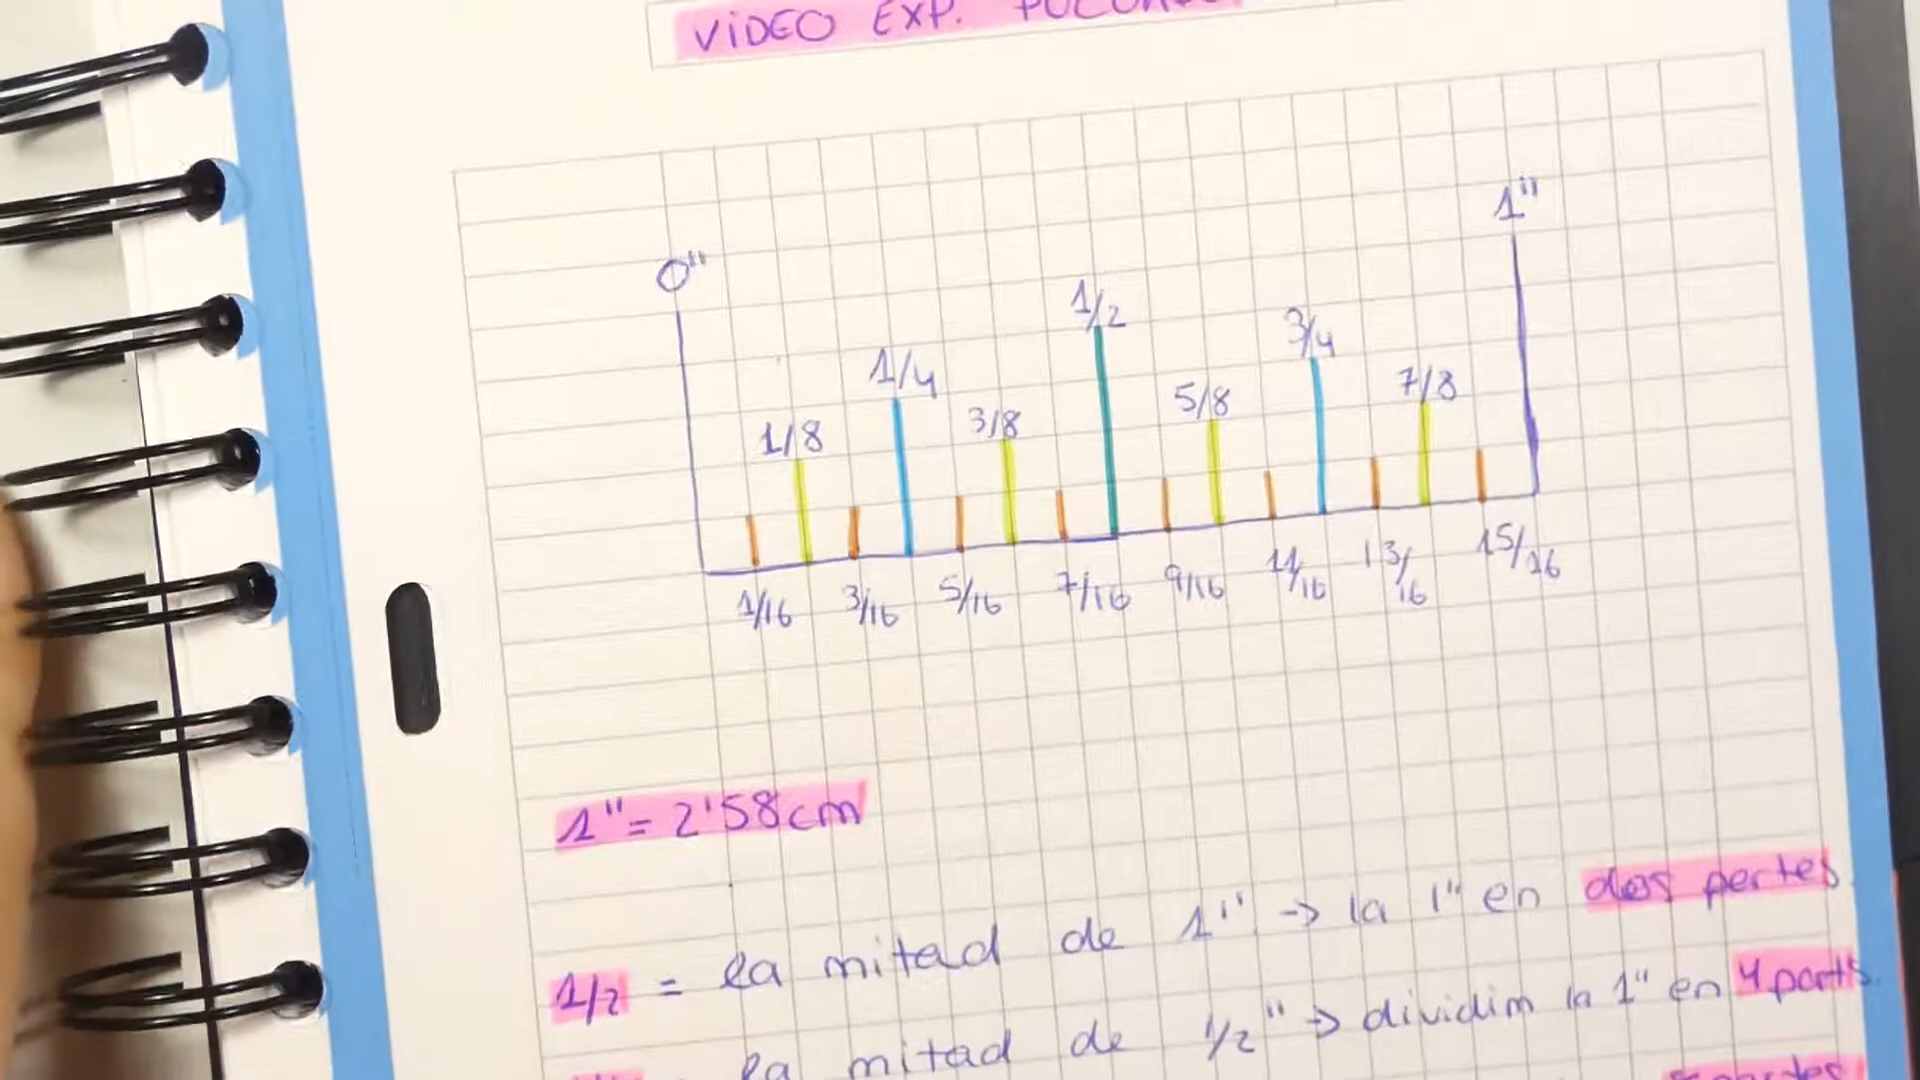 VIDEO EXP.
0" 1"
1/8 1/4 3/8 1/2 5/8 3/4 7/8
1/16 3/16 5/16 7/16 9/16 11/16 13/16 15/16
1" = 2'58cm
1/2 = la mitad de 1" -> la 1" en dos partes.
la mitad de 1/2" -> dividim la 1" en 4 parts.